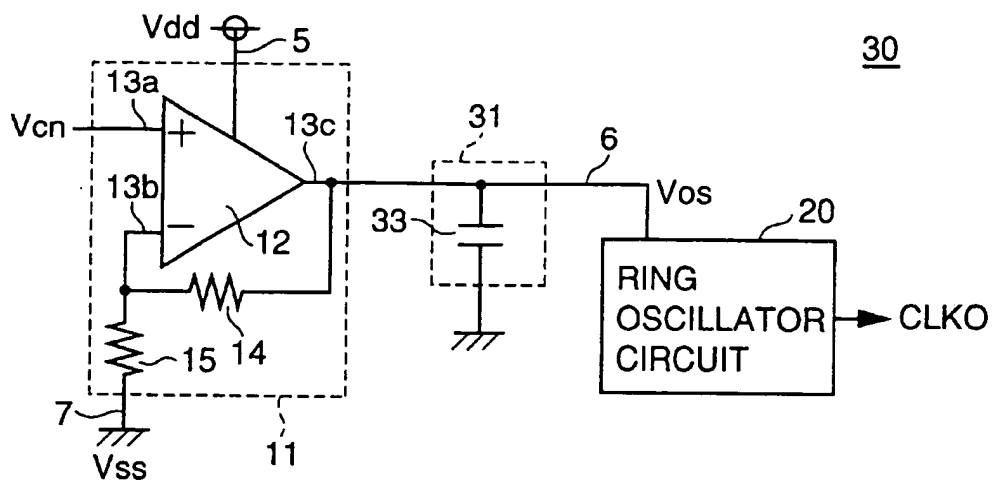 Vdd
5
30
13a
Vcn
+
13c
31
6
13b
−
12
33
Vos
20
RING
OSCILLATOR
CIRCUIT
CLKO
14
15
7
Vss
11